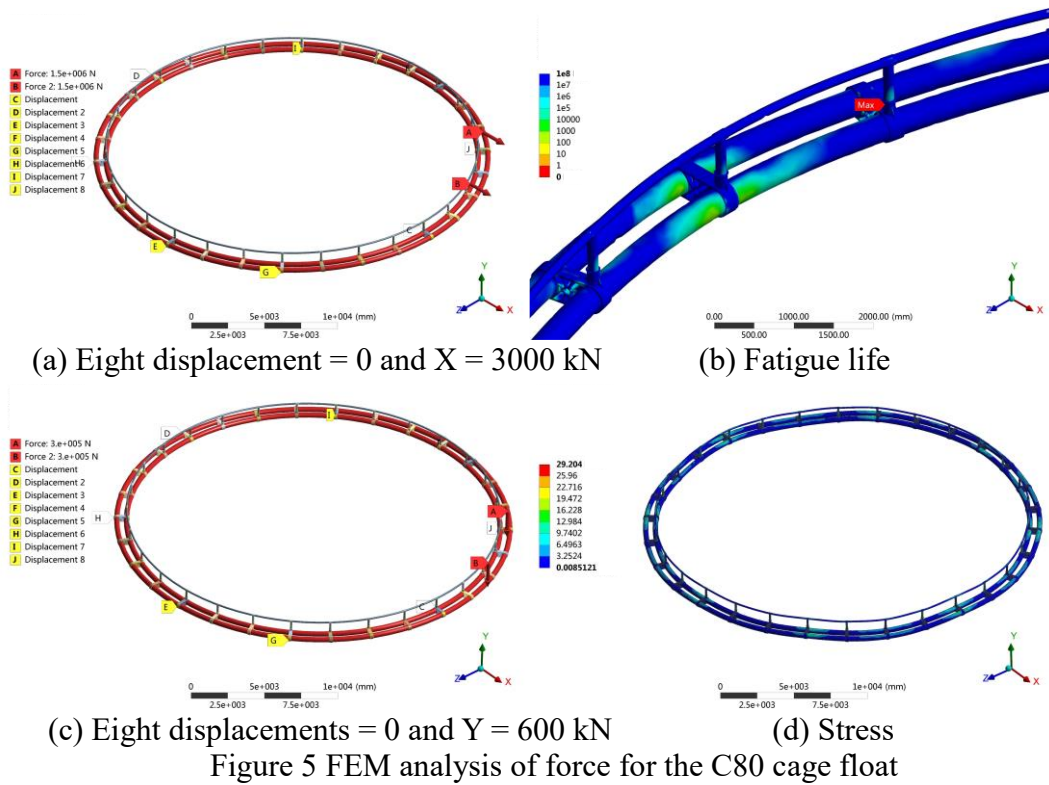 A Force: 1.5e+006 N
B Force 2: 1.5e+006 N
C Displacement
D Displacement 2
E Displacement 3
F Displacement 4
G Displacement 5
H Displacement 6
I Displacement 7
J Displacement 8
D
I
A
J
B
C
E
G
H
0 5e+003 1e+004 (mm)
2.5e+003 7.5e+003
Y
Z X
1e8
1e7
1e6
1e5
10000
1000
100
10
1
0
Max
0.00 1000.00 2000.00 (mm)
500.00 1500.00
Y
Z X
(a) Eight displacement = 0 and X = 3000 kN
(b) Fatigue life
A Force: 3.e+005 N
B Force 2: 3.e+005 N
C Displacement
D Displacement 2
E Displacement 3
F Displacement 4
G Displacement 5
H Displacement 6
I Displacement 7
J Displacement 8
D
I
H
A
J
B
C
E
G
0 5e+003 1e+004 (mm)
2.5e+003 7.5e+003
Y
Z X
29.204
25.96
22.716
19.472
16.228
12.984
9.7402
6.4963
3.2524
0.0085121
0 5e+003 1e+004 (mm)
2.5e+003 7.5e+003
Y
Z X
(c) Eight displacements = 0 and Y = 600 kN
(d) Stress
Figure 5 FEM analysis of force for the C80 cage float